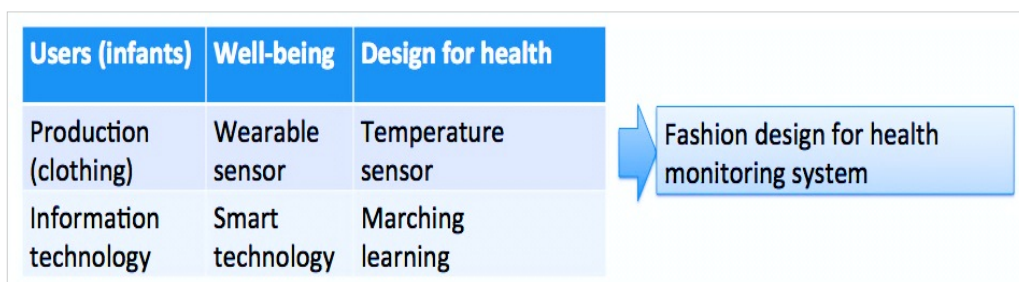 Users (infants) Well-being Design for health
Production Wearable Temperature
(clothing) sensor sensor
Information Smart Marching
technology technology learning
Fashion design for health
monitoring system